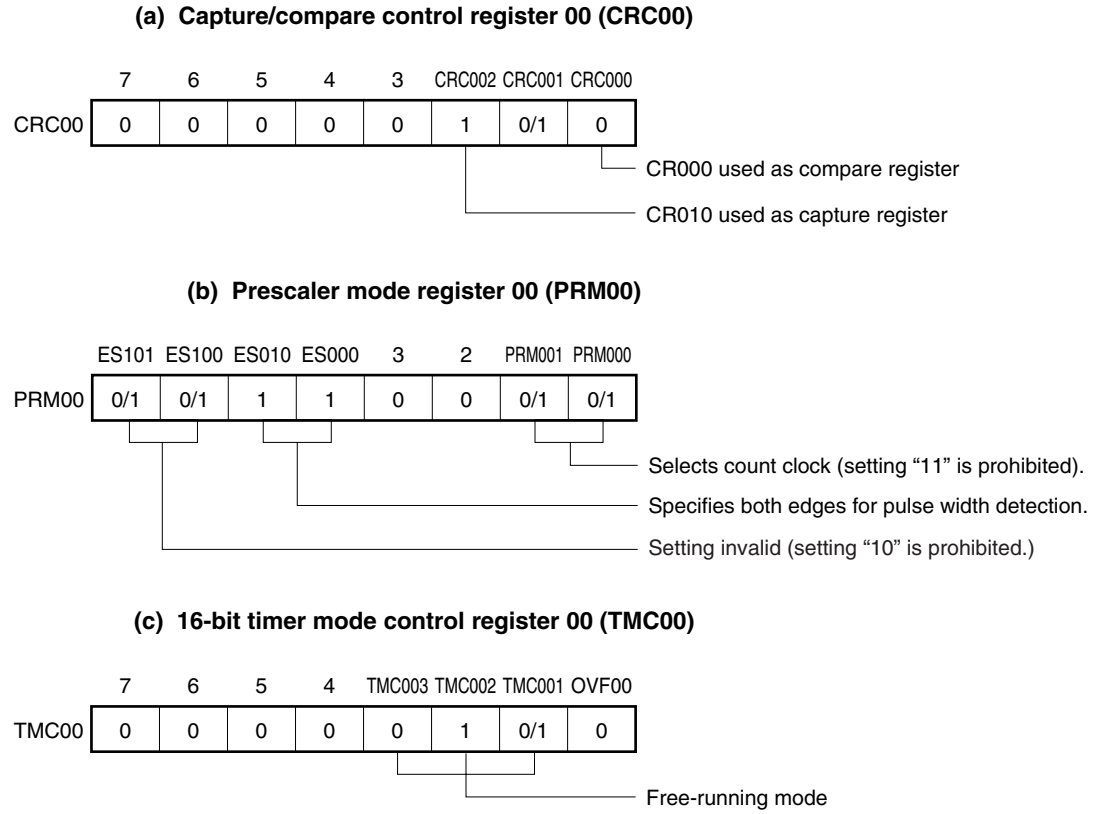 (a) Capture/compare control register 00 (CRC00)
7 6 5 4 3 CRC002 CRC001 CRC000
CRC00 0 0 0 0 0 1 0/1 0
CR000 used as compare register
CR010 used as capture register
(b) Prescaler mode register 00 (PRM00)
ES101 ES100 ES010 ES000 3 2 PRM001 PRM000
PRM00 0/1 0/1 1 1 0 0 0/1 0/1
Selects count clock (setting “11” is prohibited).
Specifies both edges for pulse width detection.
Setting invalid (setting “10” is prohibited.)
(c) 16-bit timer mode control register 00 (TMC00)
7 6 5 4 TMC003 TMC002 TMC001 OVF00
TMC00 0 0 0 0 0 1 0/1 0
Free-running mode